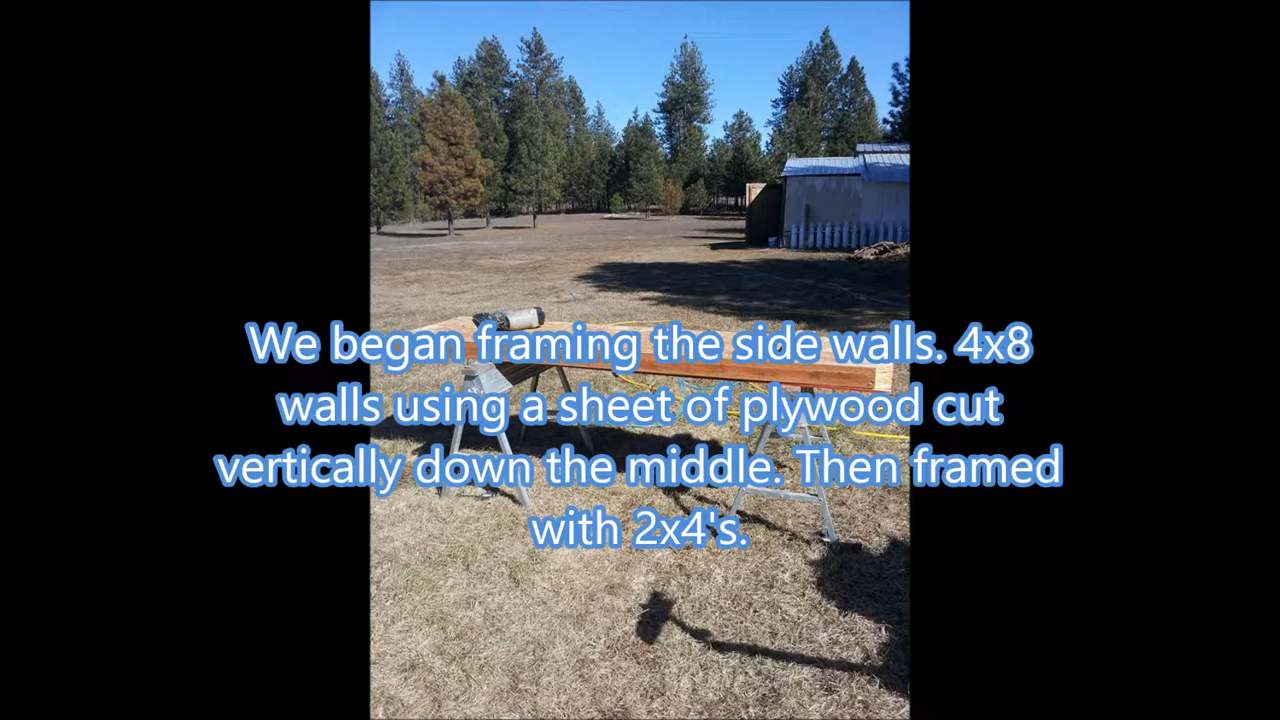 We began framing the side walls. 4x8
walls using a sheet of plywood cut
vertically down the middle. Then framed
with 2x4's.